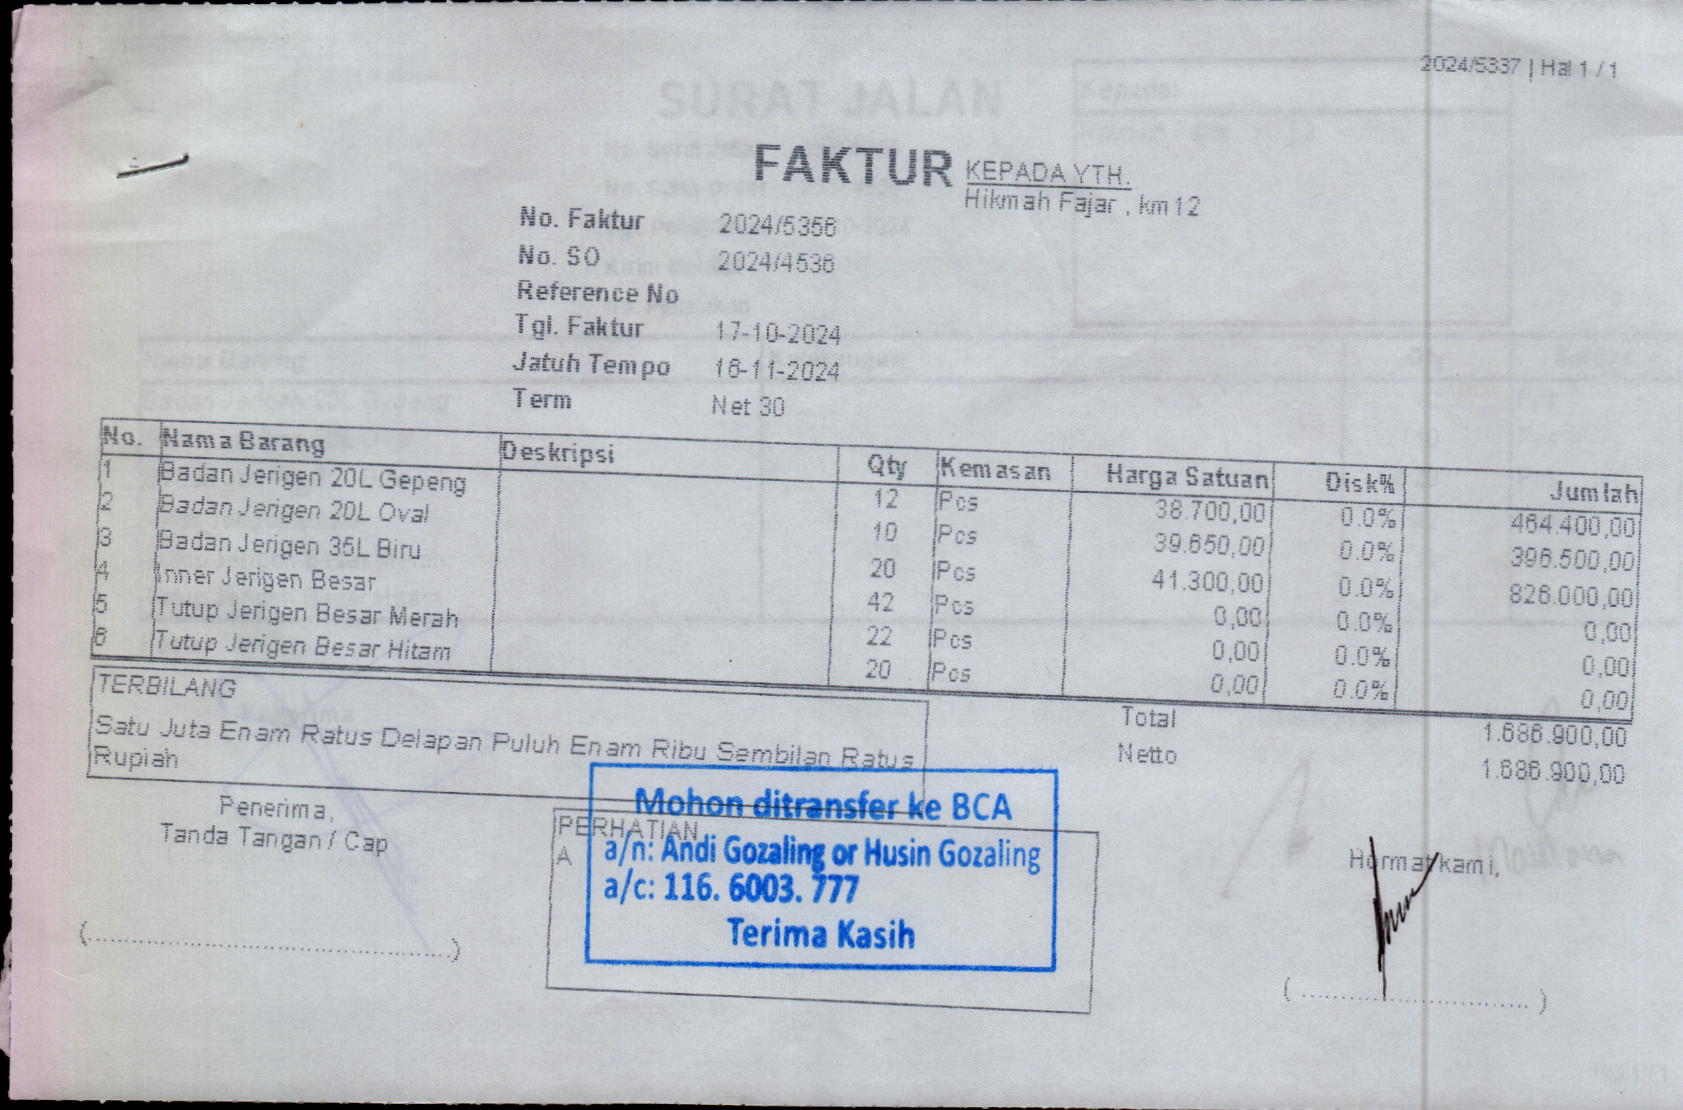 2024/5337 | Hal 1 / 1
SURAT JALAN
FAKTUR
KEPADA YTH.
Hikmah Fajar , km 12
No. Faktur 2024/5356
No. SO 2024/4536
Reference No
Tgl. Faktur 17-10-2024
Jatuh Tempo 16-11-2024
Term Net 30
No. Nama Barang Deskripsi Qty Kemasan Harga Satuan Disk% Jumlah
1 Badan Jerigen 20L Gepeng 12 Pcs 38.700,00 0.0% 464.400,00
2 Badan Jerigen 20L Oval 10 Pcs 39.650,00 0.0% 396.500,00
3 Badan Jerigen 35L Biru 20 Pcs 41.300,00 0.0% 826.000,00
4 Inner Jerigen Besar 42 Pcs 0,00 0.0% 0,00
5 Tutup Jerigen Besar Merah 22 Pcs 0,00 0.0% 0,00
6 Tutup Jerigen Besar Hitam 20 Pcs 0,00 0.0% 0,00
TERBILANG
Satu Juta Enam Ratus Delapan Puluh Enam Ribu Sembilan Ratus
Rupiah
Total 1.686.900,00
Netto 1.686.900,00
Penerima,
Tanda Tangan / Cap
(....................................................)
PERHATIAN
A
Mohon ditransfer ke BCA
a/n: Andi Gozaling or Husin Gozaling
a/c: 116. 6003. 777
Terima Kasih
Hormat kami,
( ................................ )